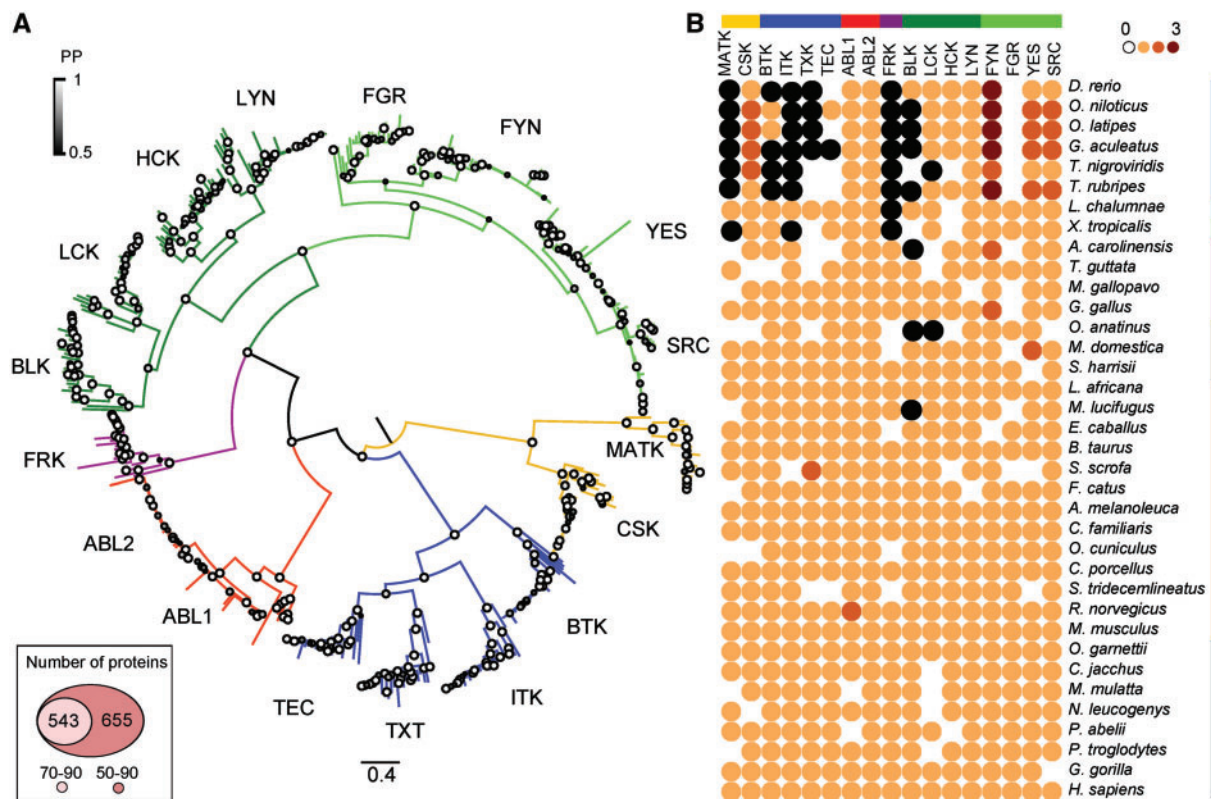 A
PP
1
0.5
LYN
FGR
FYN
HCK
YES
LCK
SRC
BLK
MATK
FRK
CSK
ABL2
ABL1
BTK
TEC
ITK
TXT
0.4
Number of proteins
543 655
70-90 50-90
B
0 3
MATK CSK BTK ITK TXK TEC ABL1 ABL2 FRK BLK LCK HCK LYN FYN FGR YES SRC
D. rerio
O. niloticus
O. latipes
G. aculeatus
T. nigroviridis
T. rubripes
L. chalumnae
X. tropicalis
A. carolinensis
T. guttata
M. gallopavo
G. gallus
O. anatinus
M. domestica
S. harrisii
L. africana
M. lucifugus
E. caballus
B. taurus
S. scrofa
F. catus
A. melanoleuca
C. familiaris
O. cuniculus
C. porcellus
S. tridecemlineatus
R. norvegicus
M. musculus
O. garnettii
C. jacchus
M. mulatta
N. leucogenys
P. abelii
P. troglodytes
G. gorilla
H. sapiens